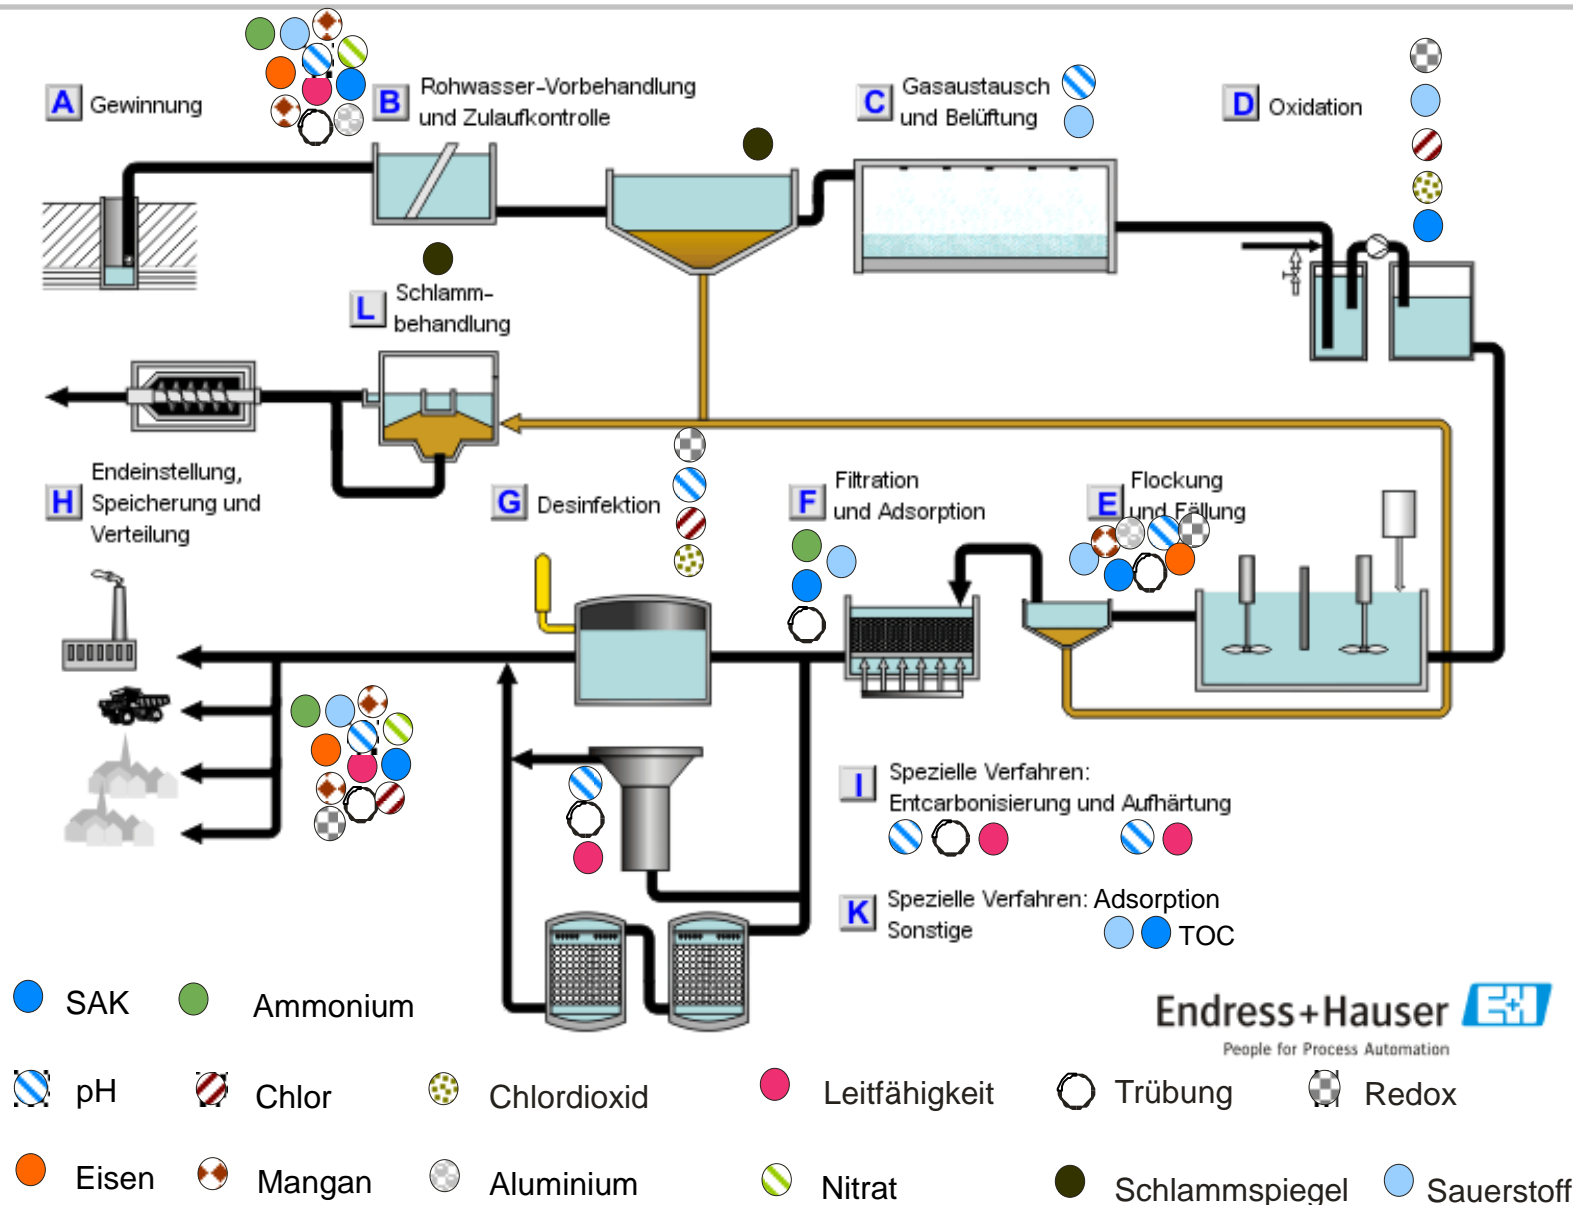 A Gewinnung
B Rohwasser-Vorbehandlung
und Zulaufkontrolle
C Gasaustausch
und Belüftung
D Oxidation
L Schlamm-
behandlung
H Endeinstellung,
Speicherung und
Verteilung
G Desinfektion
F Filtration
und Adsorption
E Flockung
und Fällung
I Spezielle Verfahren:
Entcarbonisierung und Aufhärtung
K Spezielle Verfahren: Adsorption
Sonstige
TOC
SAK
Ammonium
Endress+Hauser E+H
People for Process Automation
pH
Chlor
Chlordioxid
Leitfähigkeit
Trübung
Redox
Eisen
Mangan
Aluminium
Nitrat
Schlammspiegel
Sauerstoff